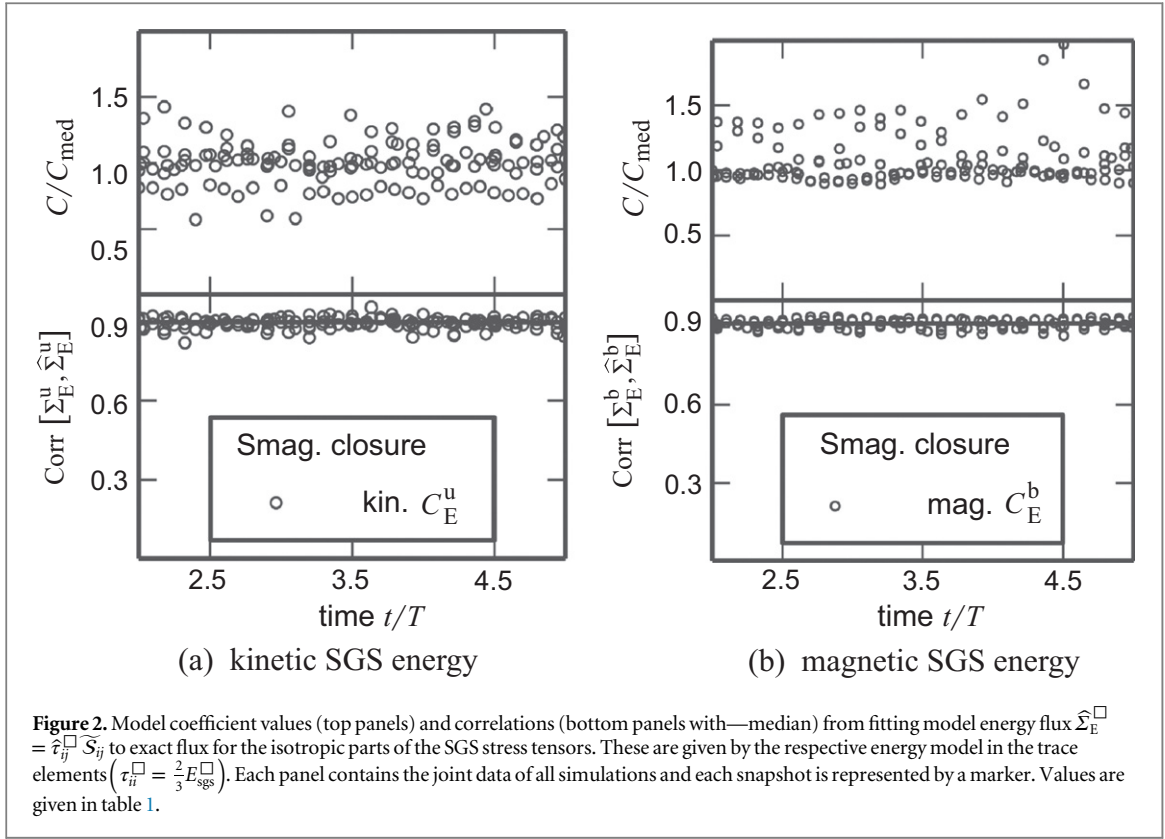 1.5
1.0
0.5
C/C_med
0.9
0.6
0.3
Corr [Σ_E^u, Σ̂_E^u]
Smag. closure
kin. C_E^u
2.5 3.5 4.5
time t/T
(a) kinetic SGS energy
1.5
1.0
0.5
C/C_med
0.9
0.6
0.3
Corr [Σ_E^b, Σ̂_E^b]
Smag. closure
mag. C_E^b
2.5 3.5 4.5
time t/T
(b) magnetic SGS energy
Figure 2. Model coefficient values (top panels) and correlations (bottom panels with—median) from fitting model energy flux Σ̂_E^□
= τ̂_ij^□ S̃_ij to exact flux for the isotropic parts of the SGS stress tensors. These are given by the respective energy model in the trace
elements (τ_ii^□ = 2/3 E_sgs^□). Each panel contains the joint data of all simulations and each snapshot is represented by a marker. Values are
given in table 1.